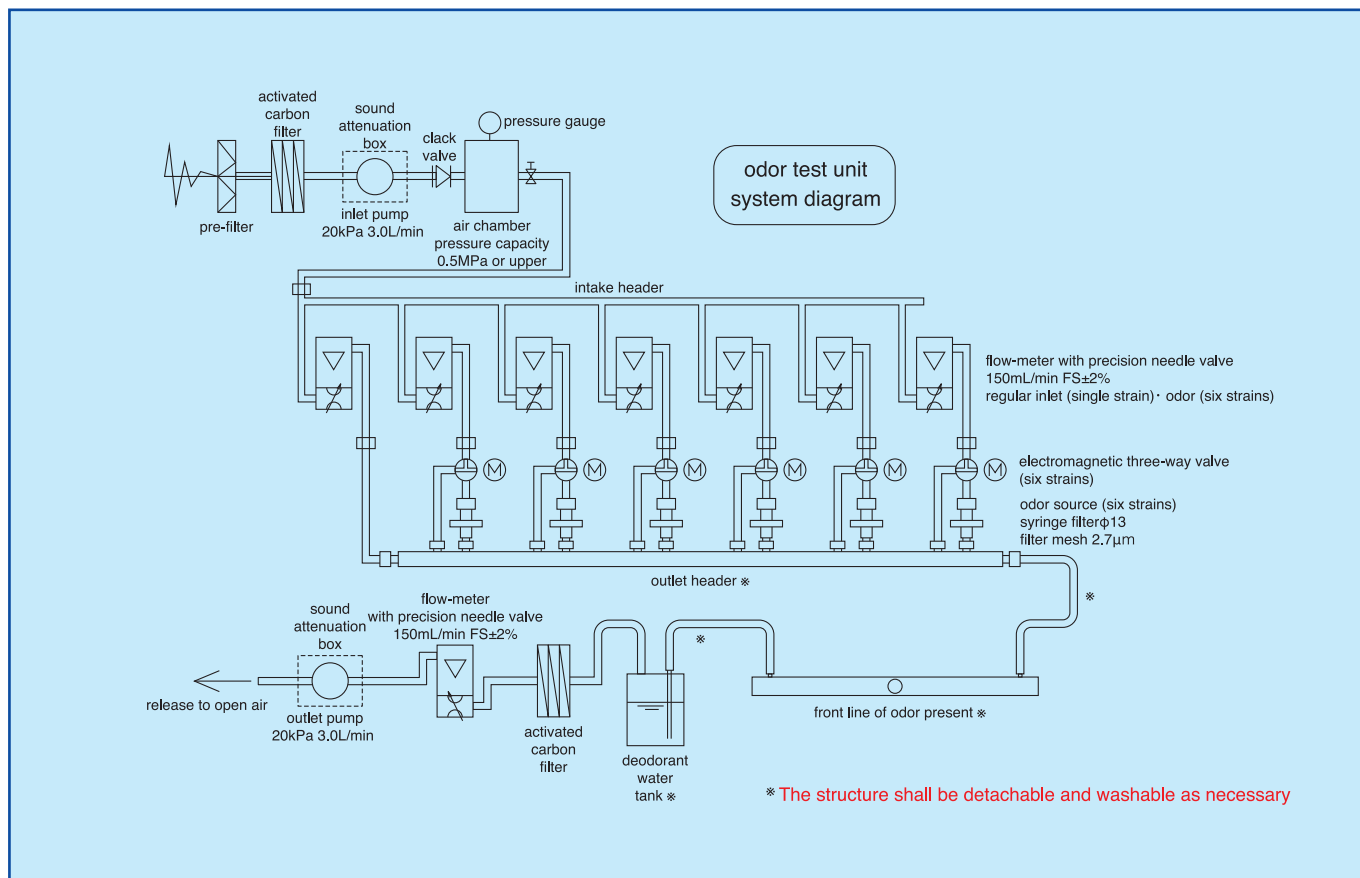 activated
carbon
filter
sound
attenuation
box
clack
valve
pressure gauge
odor test unit
system diagram
pre-filter
inlet pump
20kPa 3.0L/min
air chamber
pressure capacity
0.5MPa or upper
intake header
flow-meter with precision needle valve
150mL/min FS±2%
regular inlet (single strain)・ odor (six strains)
M
M
M
M
M
M
electromagnetic three-way valve
(six strains)
odor source (six strains)
syringe filterφ13
filter mesh 2.7μm
outlet header ※
※
sound
attenuation
box
flow-meter
with precision needle valve
150mL/min FS±2%
※
release to open air
outlet pump
20kPa 3.0L/min
activated
carbon
filter
deodorant
water
tank ※
front line of odor present ※
※ The structure shall be detachable and washable as necessary